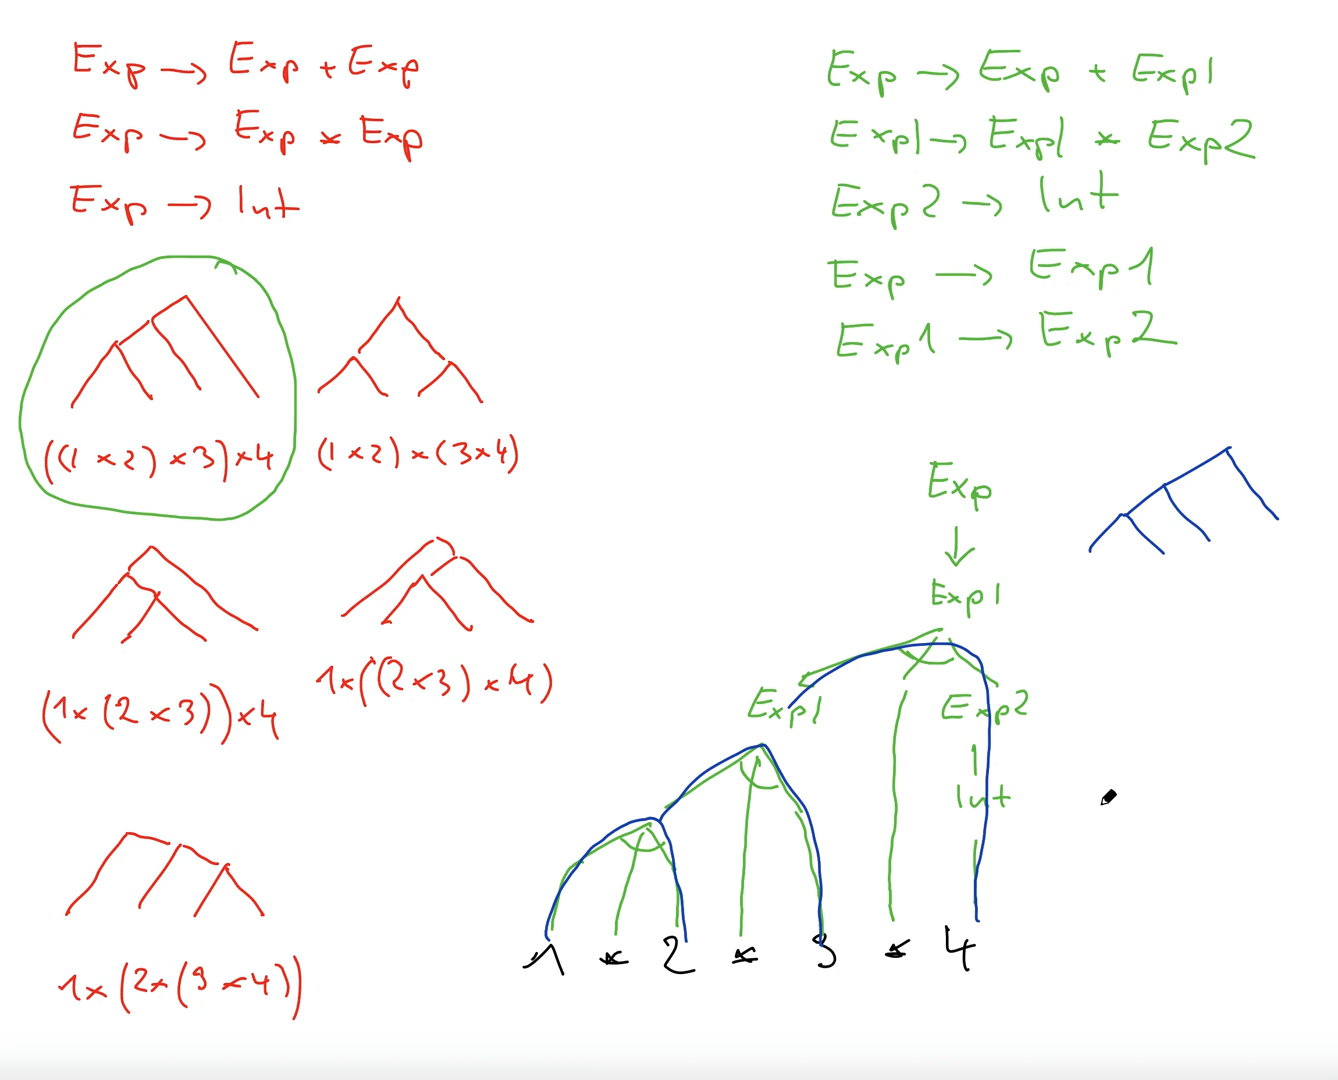 Exp → Exp + Exp
Exp → Exp * Exp
Exp → Int
((1 × 2) × 3) × 4
(1 × 2) × (3 × 4)
(1 × (2 × 3)) × 4
1 × ((2 × 3) × 4)
1 × (2 × (3 × 4))
Exp → Exp + Exp1
Exp1 → Exp1 * Exp2
Exp2 → Int
Exp → Exp1
Exp1 → Exp2
Exp
↓
Exp1
Exp1 Exp2
Int
1 * 2 * 3 * 4